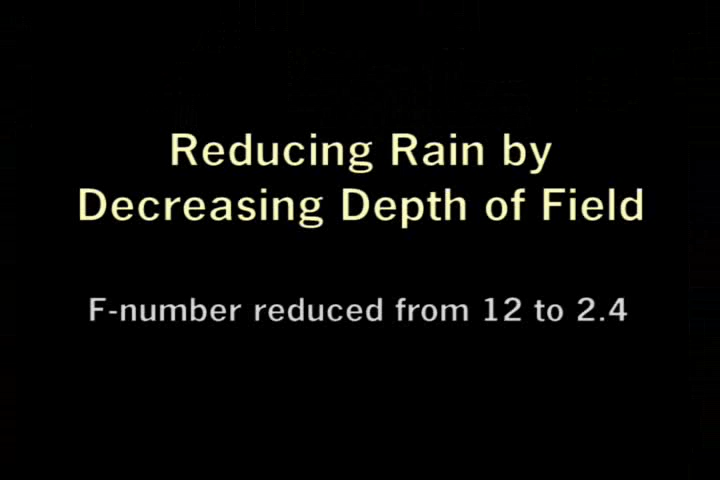 Reducing Rain by
Decreasing Depth of Field
F-number reduced from 12 to 2.4